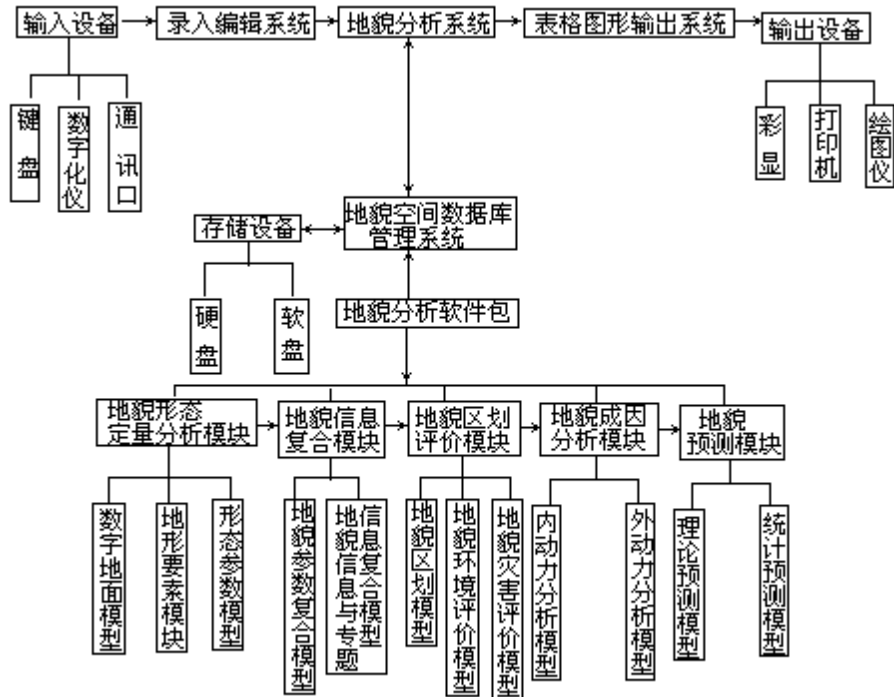 输入设备
录入编辑系统
地貌分析系统
表格图形输出系统
输出设备
键盘
数字化仪
通讯口
彩显
打印机
绘图仪
存储设备
地貌空间数据库
管理系统
硬盘
软盘
地貌分析软件包
地貌形态
定量分析模块
地貌信息
复合模块
地貌区划
评价模块
地貌成因
分析模块
地貌
预测模块
数字地面模型
地形要素模块
形态参数模型
地貌参数复合模型
地貌信息与专题
信息复合模型
地貌区划模型
地貌环境评价模型
地貌灾害评价模型
内动力分析模型
外动力分析模型
理论预测模型
统计预测模型